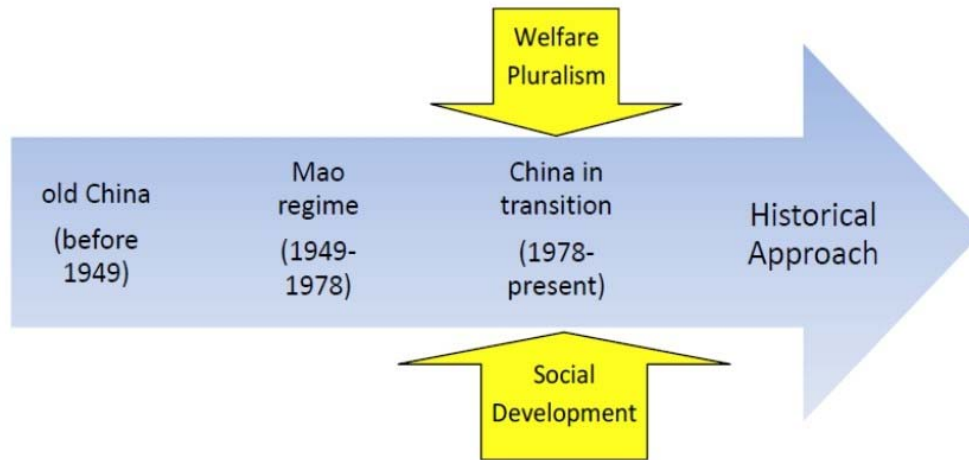 Welfare
Pluralism
old China
(before
1949)
Mao
regime
(1949-
1978)
China in
transition
(1978-
present)
Historical
Approach
Social
Development